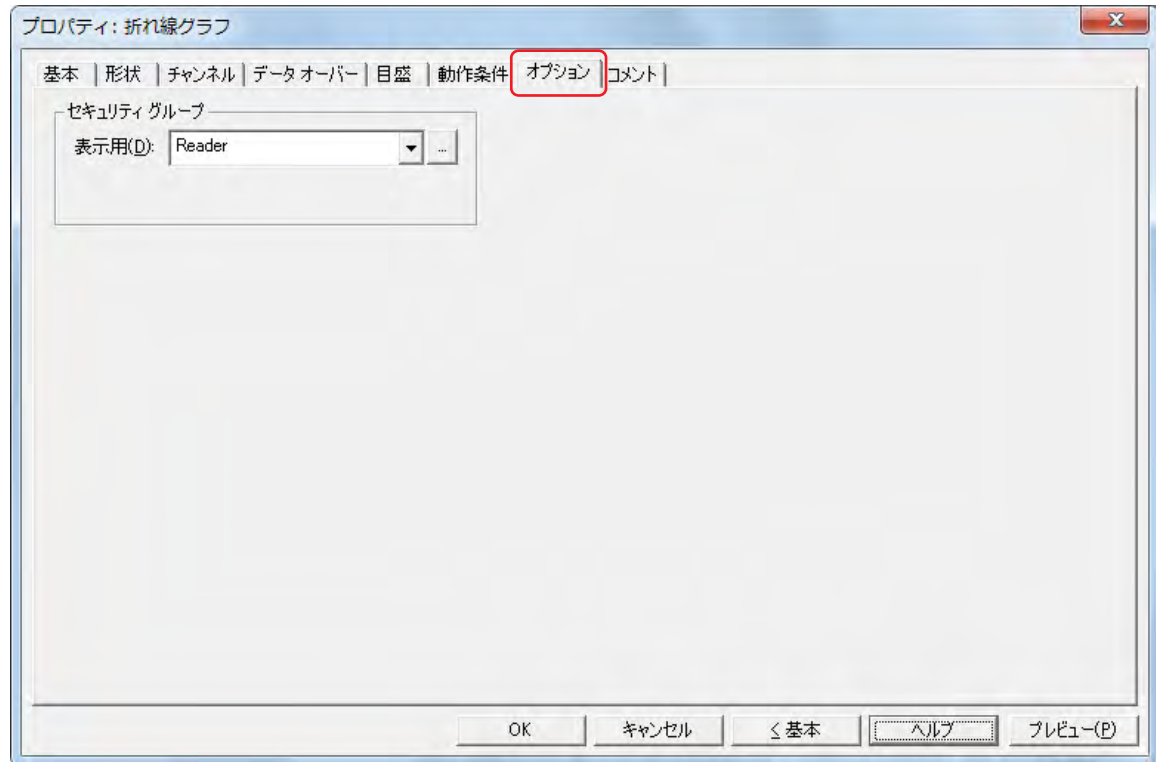 プロパティ: 折れ線グラフ
基本 形状 チャンネル データ オーバー 目盛 動作条件 オプション コメント
セキュリティ グループ
表示用(D): Reader ...
OK キャンセル < 基本 ヘルプ プレビュー(P)